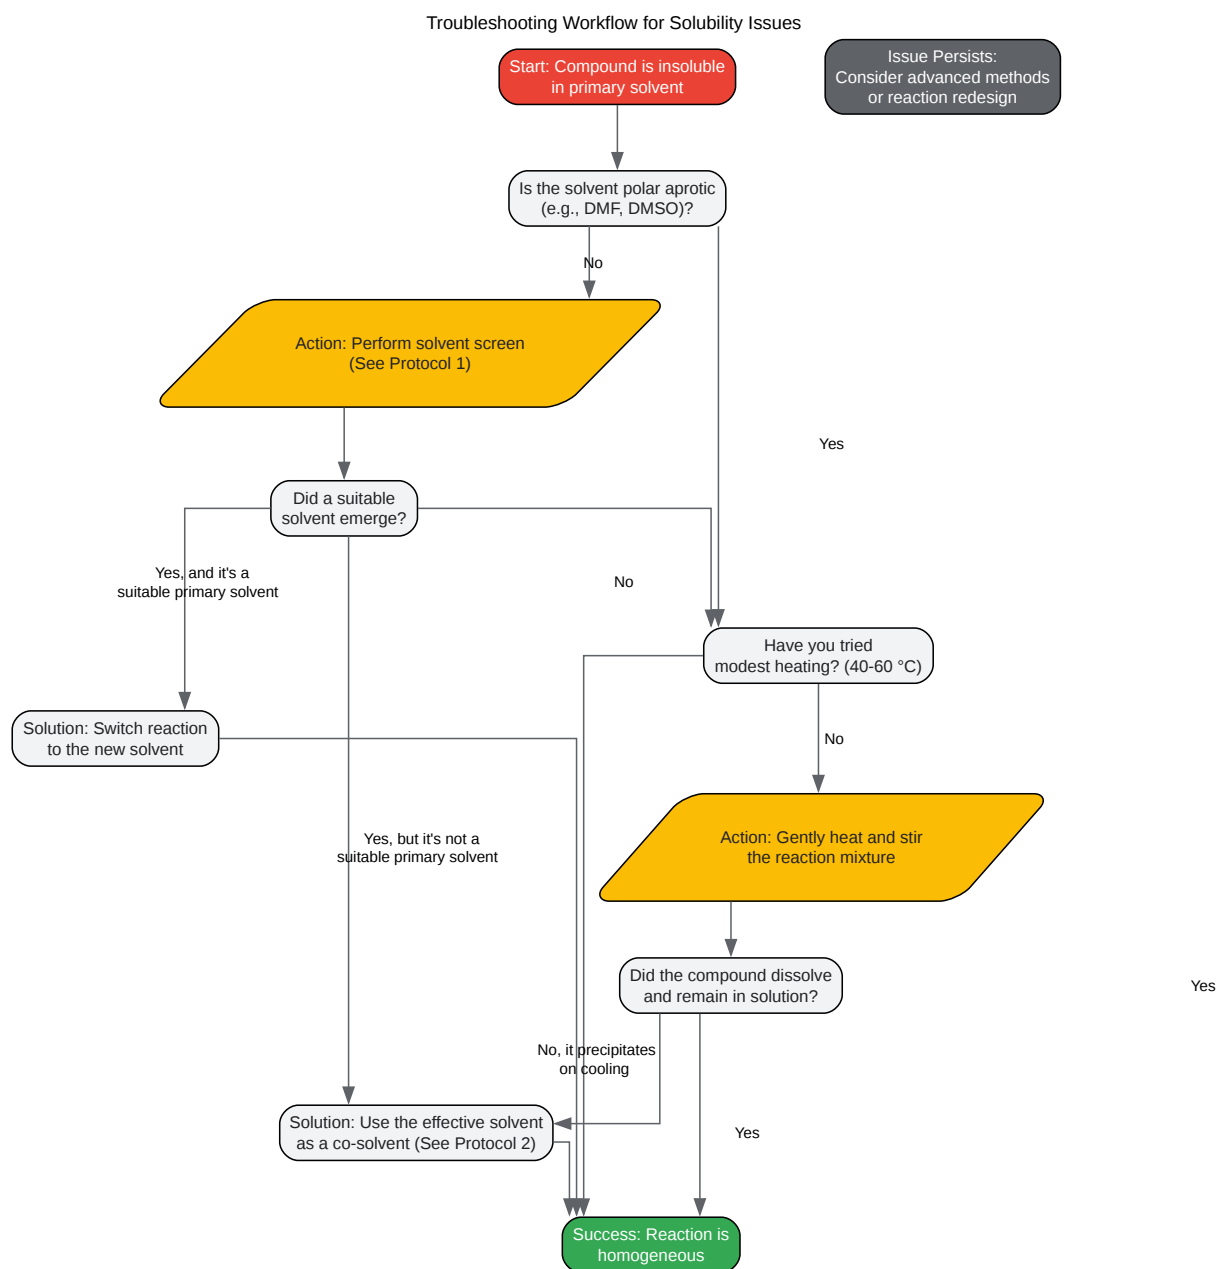 Troubleshooting Workflow for Solubility Issues
Start: Compound is insoluble
in primary solvent
Issue Persists:
Consider advanced methods
or reaction redesign
Is the solvent polar aprotic
(e.g., DMF, DMSO)?
No
Action: Perform solvent screen
(See Protocol 1)
Yes
Did a suitable
solvent emerge?
Yes, and it's a
suitable primary solvent
No
Have you tried
modest heating? (40-60 °C)
Solution: Switch reaction
to the new solvent
No
Yes, but it's not a
suitable primary solvent
Action: Gently heat and stir
the reaction mixture
Did the compound dissolve
and remain in solution?
Yes
No, it precipitates
on cooling
Solution: Use the effective solvent
as a co-solvent (See Protocol 2)
Yes
Success: Reaction is
homogeneous